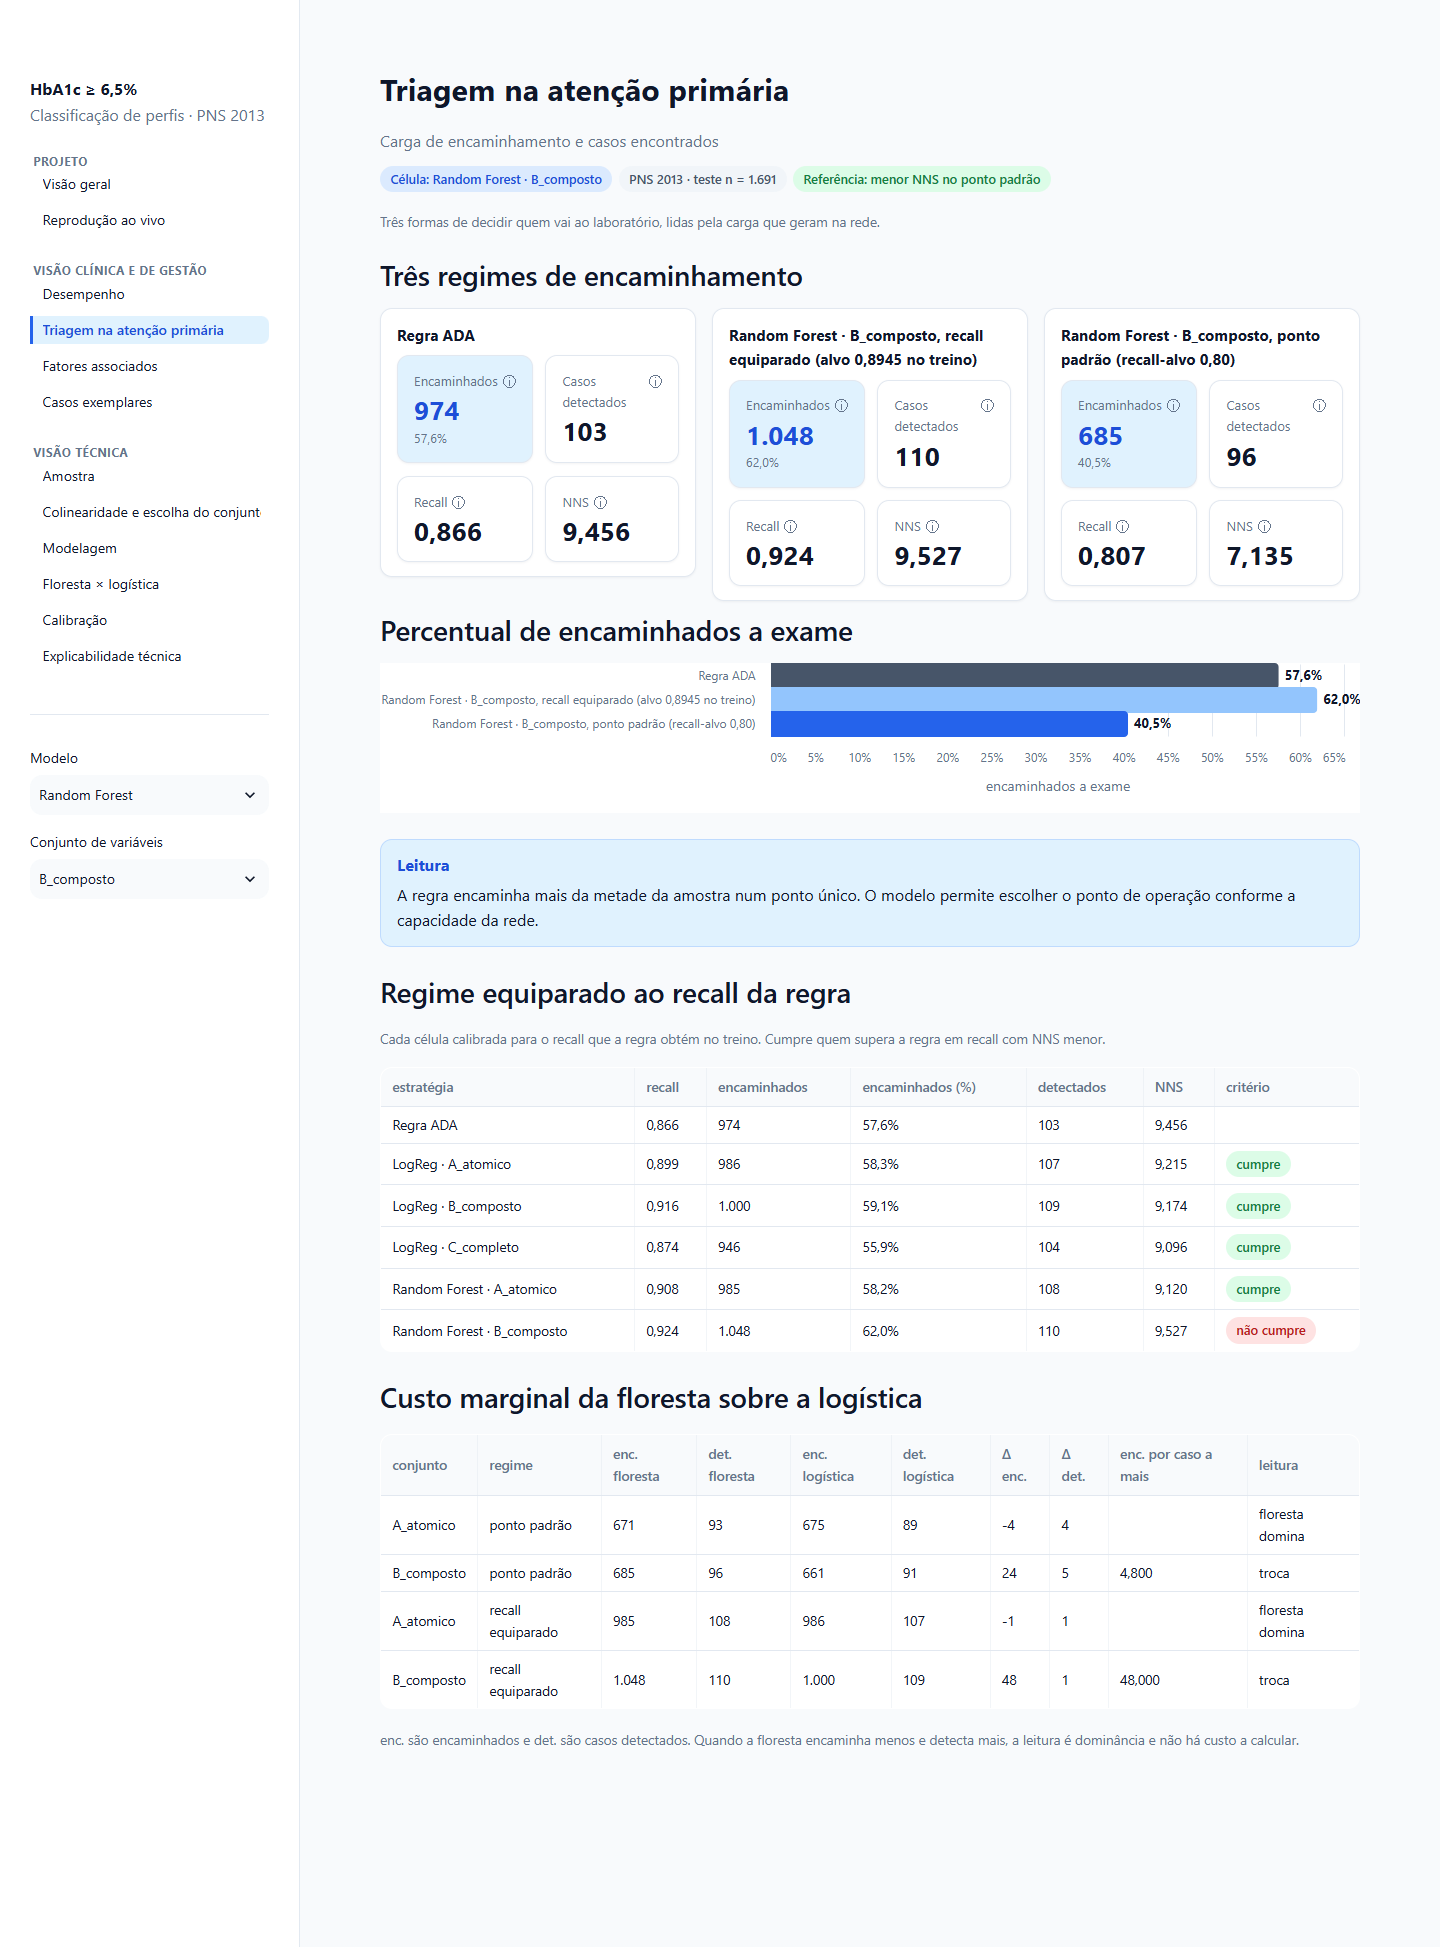 HbA1c ≥ 6,5%
Classificação de perfis · PNS 2013
PROJETO
Visão geral
Reprodução ao vivo
VISÃO CLÍNICA E DE GESTÃO
Desempenho
Triagem na atenção primária
Fatores associados
Casos exemplares
VISÃO TÉCNICA
Amostra
Colinearidade e escolha do conjunt
Modelagem
Floresta × logística
Calibração
Explicabilidade técnica
Modelo
Random Forest
Conjunto de variáveis
B_composto
Triagem na atenção primária
Carga de encaminhamento e casos encontrados
Célula: Random Forest · B_composto PNS 2013 · teste n = 1.691 Referência: menor NNS no ponto padrão
Três formas de decidir quem vai ao laboratório, lidas pela carga que geram na rede.
Três regimes de encaminhamento
Regra ADA
Encaminhados ⓘ
974
57,6%
Casos detectados ⓘ
103
Recall ⓘ
0,866
NNS ⓘ
9,456
Random Forest · B_composto, recall
equiparado (alvo 0,8945 no treino)
Encaminhados ⓘ
1.048
62,0%
Casos detectados ⓘ
110
Recall ⓘ
0,924
NNS ⓘ
9,527
Random Forest · B_composto, ponto
padrão (recall-alvo 0,80)
Encaminhados ⓘ
685
40,5%
Casos detectados ⓘ
96
Recall ⓘ
0,807
NNS ⓘ
7,135
Percentual de encaminhados a exame
Regra ADA 57,6%
Random Forest · B_composto, recall equiparado (alvo 0,8945 no treino) 62,0%
Random Forest · B_composto, ponto padrão (recall-alvo 0,80) 40,5%
0% 5% 10% 15% 20% 25% 30% 35% 40% 45% 50% 55% 60% 65%
encaminhados a exame
Leitura
A regra encaminha mais da metade da amostra num ponto único. O modelo permite escolher o ponto de operação conforme a
capacidade da rede.
Regime equiparado ao recall da regra
Cada célula calibrada para o recall que a regra obtém no treino. Cumpre quem supera a regra em recall com NNS menor.
estratégia recall encaminhados encaminhados (%) detectados NNS critério
Regra ADA 0,866 974 57,6% 103 9,456
LogReg · A_atomico 0,899 986 58,3% 107 9,215 cumpre
LogReg · B_composto 0,916 1.000 59,1% 109 9,174 cumpre
LogReg · C_completo 0,874 946 55,9% 104 9,096 cumpre
Random Forest · A_atomico 0,908 985 58,2% 108 9,120 cumpre
Random Forest · B_composto 0,924 1.048 62,0% 110 9,527 não cumpre
Custo marginal da floresta sobre a logística
conjunto regime enc. floresta det. floresta enc. logística det. logística Δ enc. Δ det. enc. por caso a mais leitura
A_atomico ponto padrão 671 93 675 89 -4 4 floresta domina
B_composto ponto padrão 685 96 661 91 24 5 4,800 troca
A_atomico recall equiparado 985 108 986 107 -1 1 floresta domina
B_composto recall equiparado 1.048 110 1.000 109 48 1 48,000 troca
enc. são encaminhados e det. são casos detectados. Quando a floresta encaminha menos e detecta mais, a leitura é dominância e não há custo a calcular.